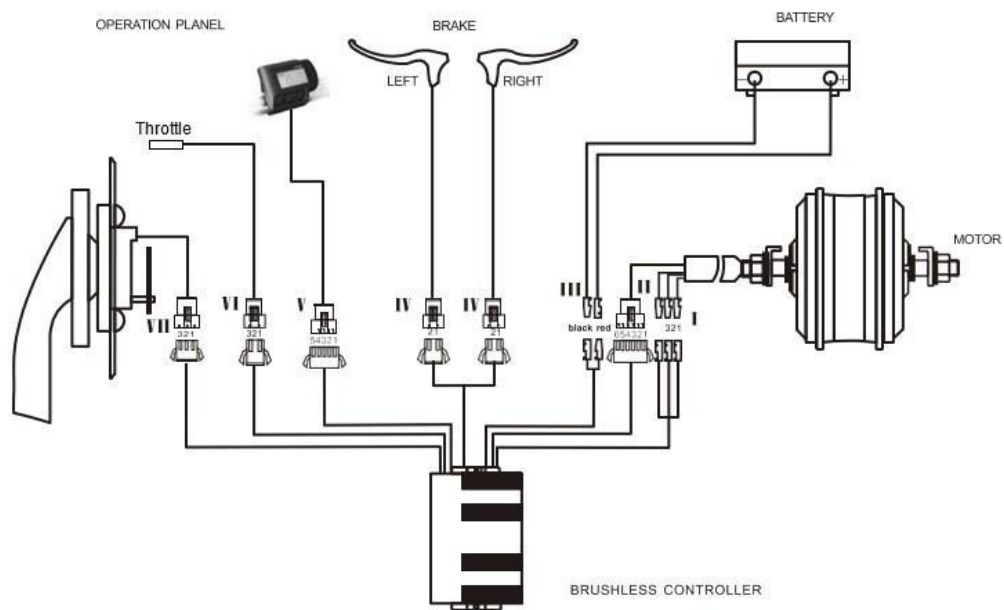 OPERATION PLANEL
BRAKE
BATTERY
LEFT
RIGHT
- +
Throttle
MOTOR
VII
321
VI
321
V
54321
IV
21
IV
21
III
black red
II
654321
I
321
BRUSHLESS CONTROLLER